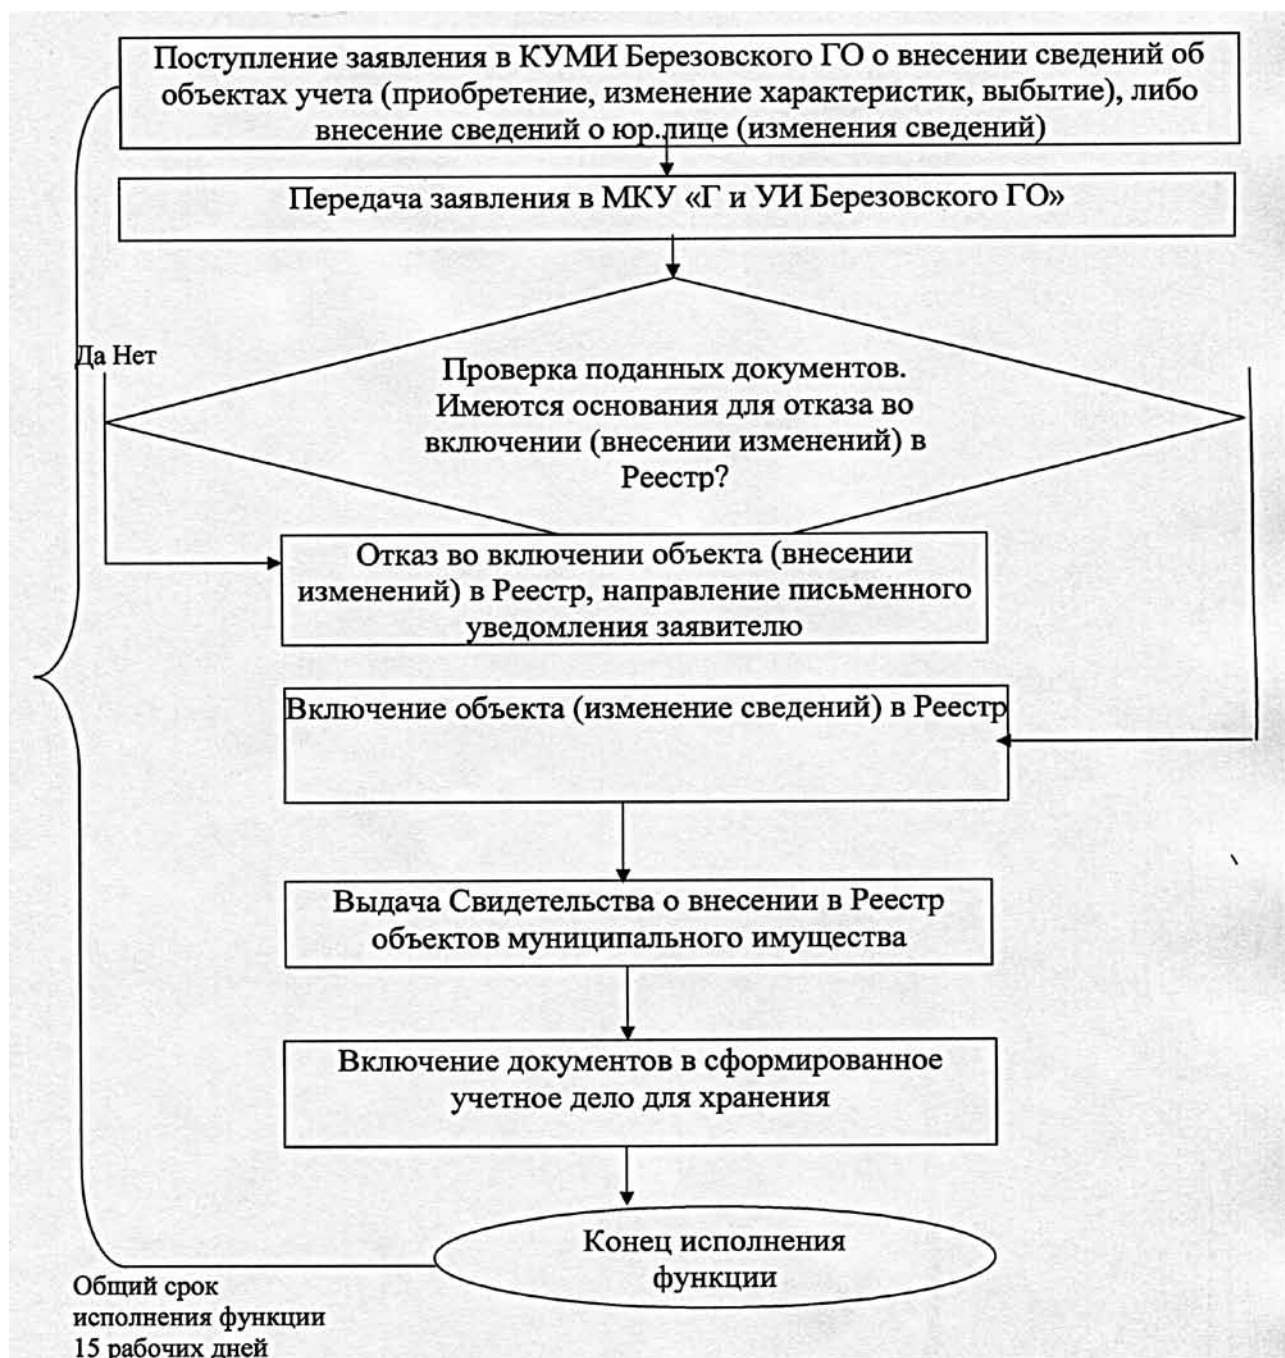 Поступление заявления в КУМИ Березовского ГО о внесении сведений об
объектах учета (приобретение, изменение характеристик, выбытие), либо
внесение сведений о юр.лице (изменения сведений)
Передача заявления в МКУ «Г и УИ Березовского ГО»
Да Нет
Проверка поданных документов.
Имеются основания для отказа во
включении (внесении изменений) в
Реестр?
Отказ во включении объекта (внесении
изменений) в Реестр, направление письменного
уведомления заявителю
Включение объекта (изменение сведений) в Реестр
Выдача Свидетельства о внесении в Реестр
объектов муниципального имущества
Включение документов в сформированное
учетное дело для хранения
Конец исполнения
функции
Общий срок
исполнения функции
15 рабочих дней